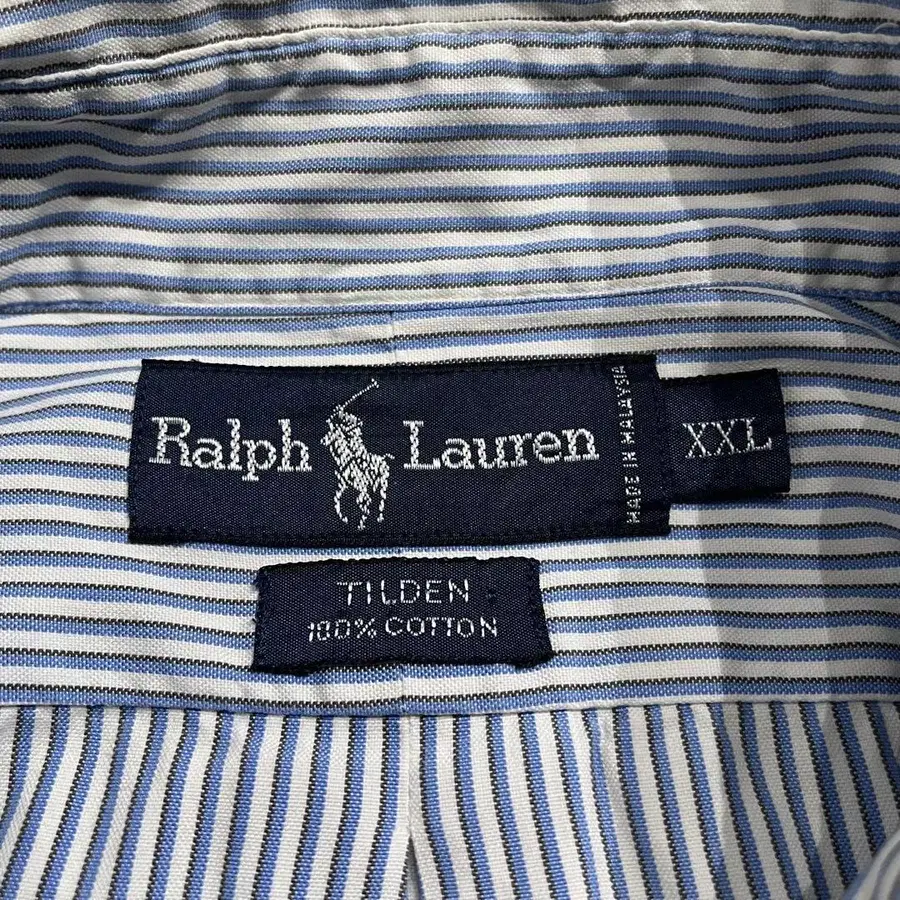 Ralph Lauren
MADE IN MALAYSIA
XXL
TILDEN
100% COTTON